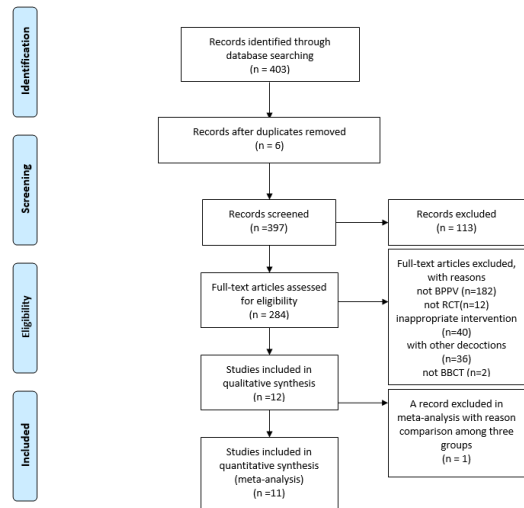 Identification
Records identified through
database searching
(n = 403)
Records after duplicates removed
(n = 6)
Screening
Records screened
(n =397)
Records excluded
(n = 113)
Eligibility
Full-text articles assessed
for eligibility
(n = 284)
Full-text articles excluded,
with reasons
not BPPV (n=182)
not RCT(n=12)
inappropriate intervention
(n=40)
with other decoctions
(n=36)
not BBCT (n=2)
Studies included in
qualitative synthesis
(n =12)
A record excluded in
meta-analysis with reason
comparison among three
groups
(n = 1)
Included
Studies included in
quantitative synthesis
(meta-analysis)
(n =11)